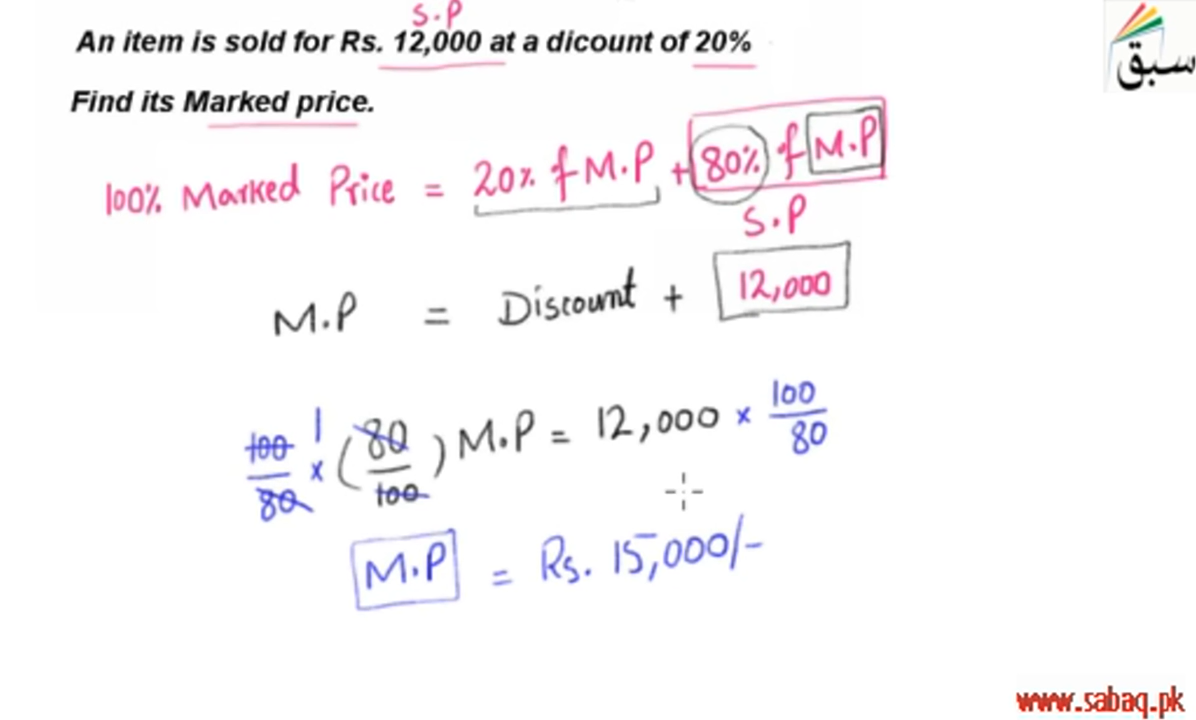 S.P
An item is sold for Rs. 12,000 at a dicount of 20%
سبق
Find its Marked price.
100% Marked Price = 20% of M.P + 80% of M.P
S.P
M.P = Discount + 12,000
100/80 × 1 (80/100) M.P = 12,000 × 100/80
M.P = Rs. 15,000/-
www.sabaq.pk